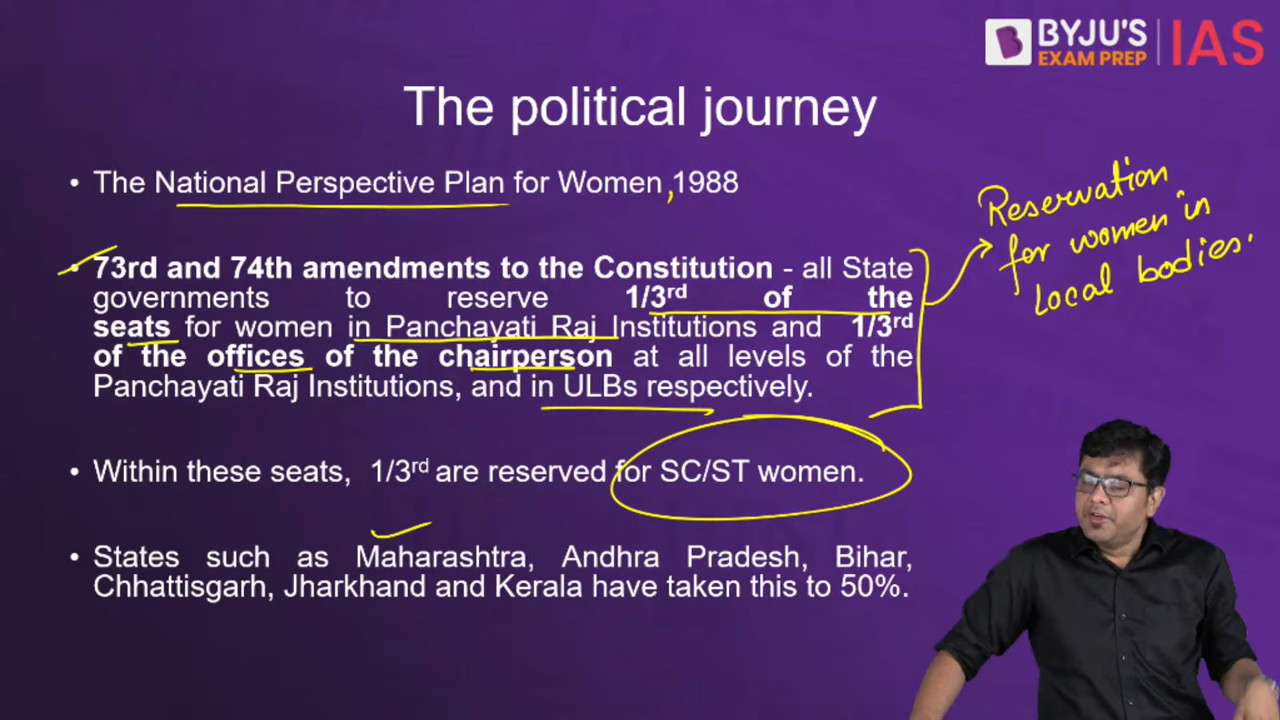 BYJU'S
EXAM PREP
IAS
The political journey
• The National Perspective Plan for Women ,1988
• 73rd and 74th amendments to the Constitution - all State
governments to reserve 1/3rd of the
seats for women in Panchayati Raj Institutions and 1/3rd
of the offices of the chairperson at all levels of the
Panchayati Raj Institutions, and in ULBs respectively.
Reservation
for women in
Local bodies.
• Within these seats, 1/3rd are reserved for SC/ST women.
• States such as Maharashtra, Andhra Pradesh, Bihar,
Chhattisgarh, Jharkhand and Kerala have taken this to 50%.